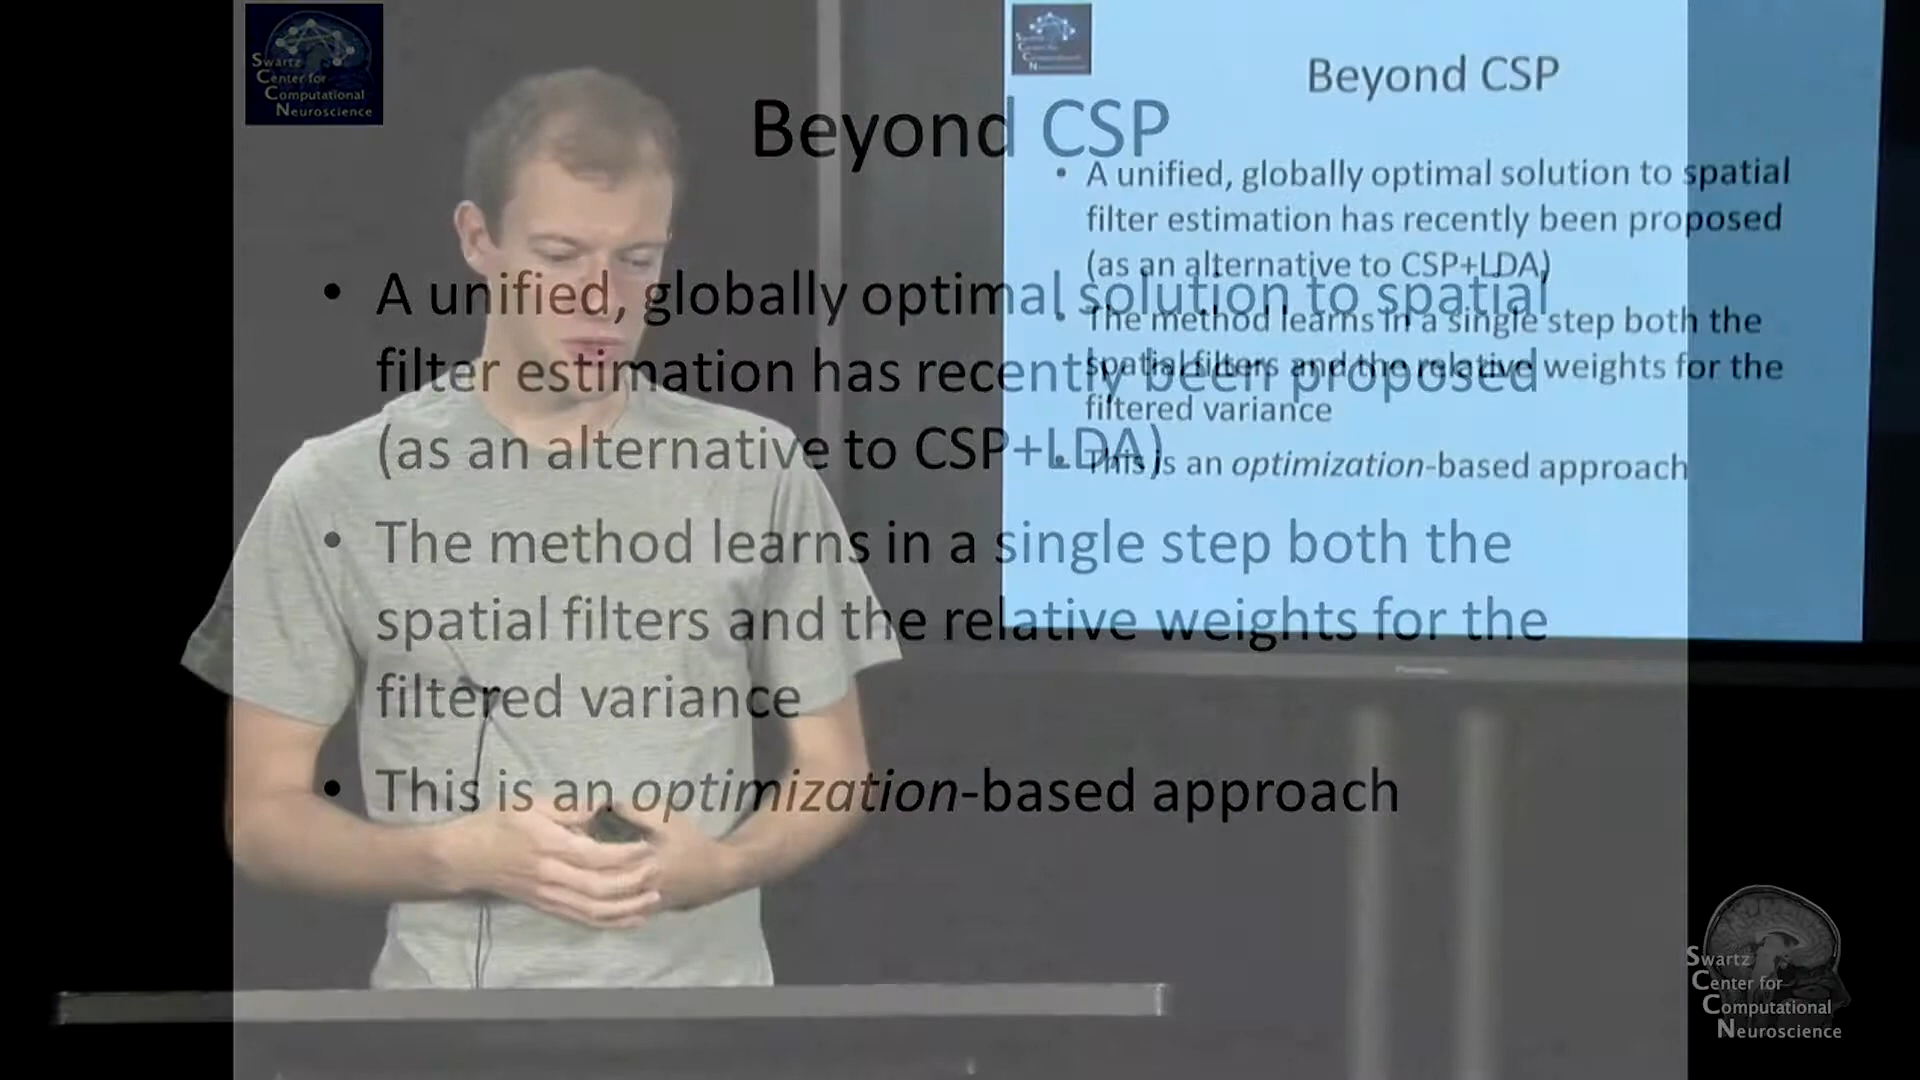 Swartz
Center for
Computational
Neuroscience
Beyond CSP
• A unified, globally optimal solution to spatial
filter estimation has recently been proposed
(as an alternative to CSP+LDA)
• The method learns in a single step both the
spatial filters and the relative weights for the
filtered variance
• This is an optimization-based approach
Swartz
Center for
N
Beyond CSP
• A unified, globally optimal solution to spatial
filter estimation has recently been proposed
(as an alternative to CSP+LDA)
• The method learns in a single step both the
spatial filters and the relative weights for the
filtered variance
• This is an optimization-based approach
Swartz
Center for
Computational
Neuroscience